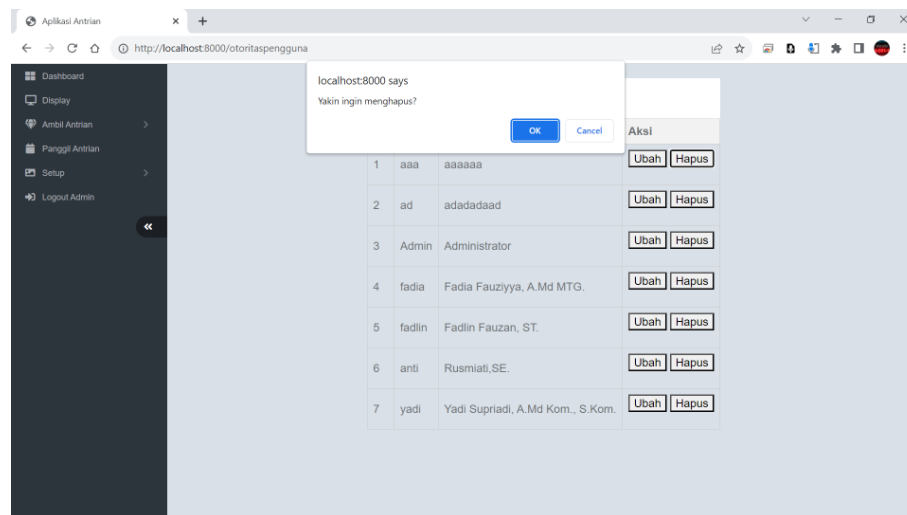 Aplikasi Antrian
http://localhost:8000/otoritaspengguna
Dashboard
Display
Ambil Antrian
Panggil Antrian
Setup
Logout Admin
localhost:8000 says
Yakin ingin menghapus?
OK Cancel
Aksi
1 aaa aaaaaa Ubah Hapus
2 ad adadadaad Ubah Hapus
3 Admin Administrator Ubah Hapus
4 fadia Fadia Fauziyya, A.Md MTG. Ubah Hapus
5 fadlin Fadlin Fauzan, ST. Ubah Hapus
6 anti Rusmiati,SE. Ubah Hapus
7 yadi Yadi Supriadi, A.Md Kom., S.Kom. Ubah Hapus